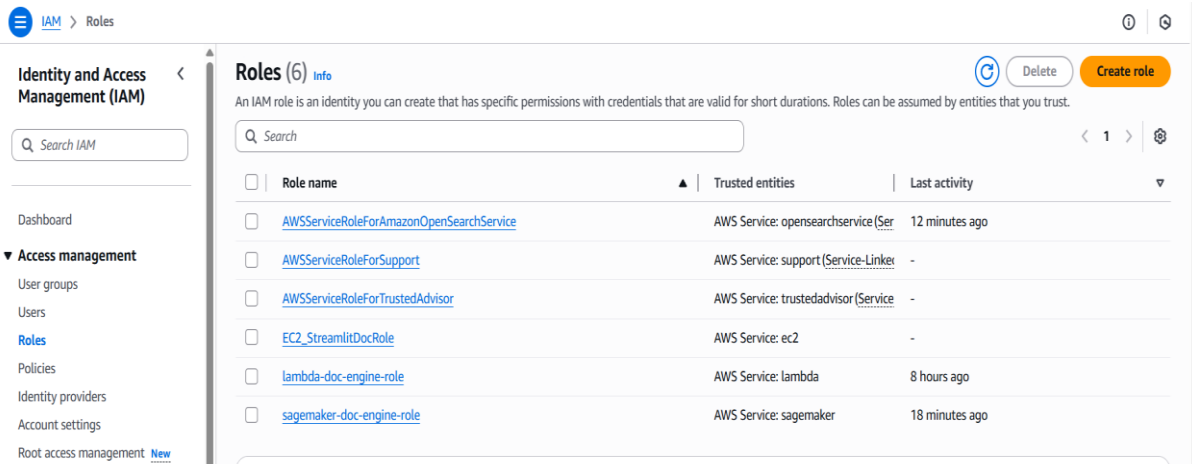 IAM > Roles
Identity and Access
Management (IAM)
Search IAM
Dashboard
Access management
User groups
Users
Roles
Policies
Identity providers
Account settings
Root access management New
Roles (6) Info
Delete
Create role
An IAM role is an identity you can create that has specific permissions with credentials that are valid for short durations. Roles can be assumed by entities that you trust.
Search
1
Role name Trusted entities Last activity
AWSServiceRoleForAmazonOpenSearchService AWS Service: opensearchservice (Ser 12 minutes ago
AWSServiceRoleForSupport AWS Service: support (Service-Linked -
AWSServiceRoleForTrustedAdvisor AWS Service: trustedadvisor (Service -
EC2_StreamlitDocRole AWS Service: ec2 -
lambda-doc-engine-role AWS Service: lambda 8 hours ago
sagemaker-doc-engine-role AWS Service: sagemaker 18 minutes ago